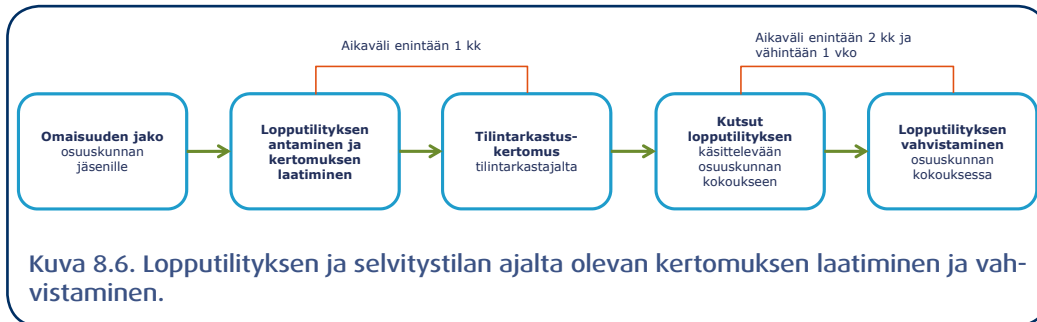 Aikaväli enintään 1 kk
Aikaväli enintään 2 kk ja
vähintään 1 vko
Omaisuuden jako
osuuskunnan
jäsenille
Lopputilityksen
antaminen ja
kertomuksen
laatiminen
Tilintarkastus-
kertomus
tilintarkastajalta
Kutsut
lopputilityksen
käsittelevään
osuuskunnan
kokoukseen
Lopputilityksen
vahvistaminen
osuuskunnan
kokouksessa
Kuva 8.6. Lopputilityksen ja selvitystilan ajalta olevan kertomuksen laatiminen ja vah-
vistaminen.